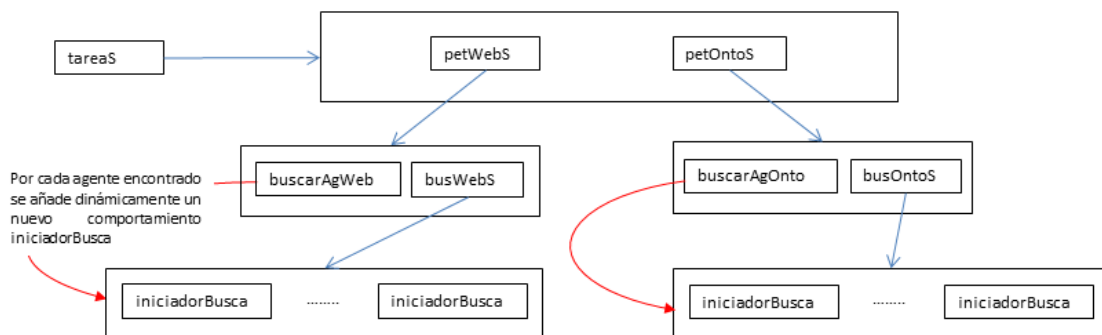 tareaS
petWebS
petOntoS
buscarAgWeb
busWebS
buscarAgOnto
busOntoS
Por cada agente encontrado
se añade dinámicamente un
nuevo comportamiento
iniciadorBusca
iniciadorBusca
........
iniciadorBusca
iniciadorBusca
........
iniciadorBusca